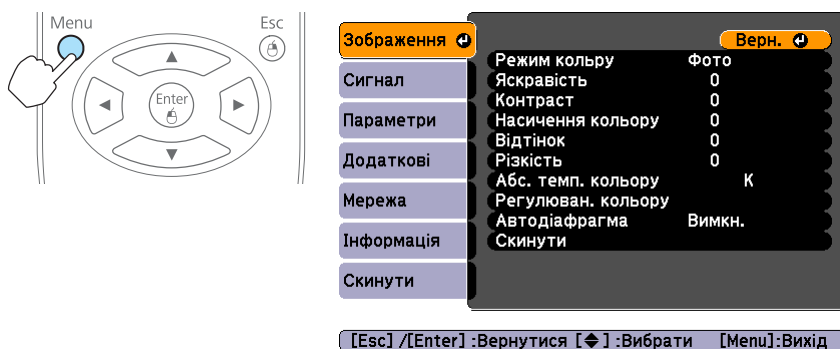 Menu
Esc
Enter
Зображення
Сигнал
Параметри
Додаткові
Мережа
Інформація
Скинути
Верн.
Режим кольру Фото
Яскравість 0
Контраст 0
Насичення кольору 0
Відтінок 0
Різкість 0
Абс. темп. кольору K
Регулюван. кольору
Автодіафрагма Вимкн.
Скинути
[Esc] /[Enter] :Вернутися [◆] :Вибрати [Menu]:Вихід